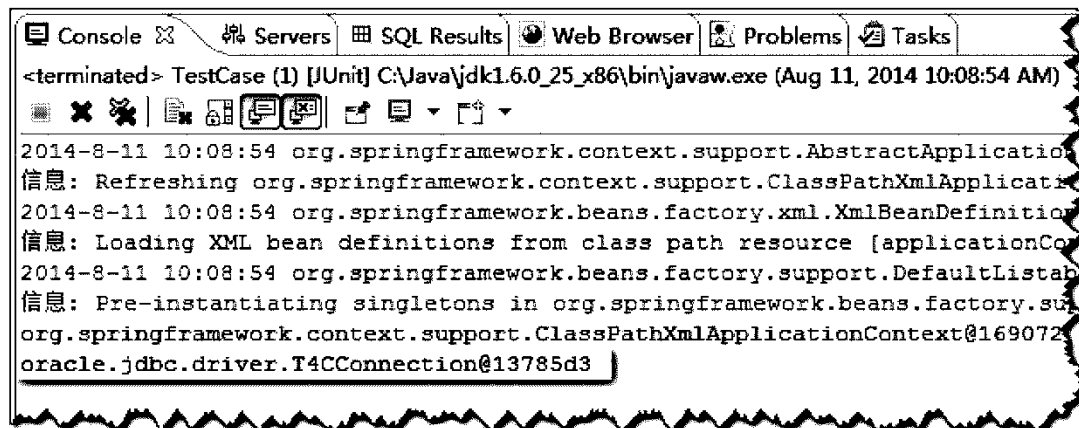 Console Servers SQL Results Web Browser Problems Tasks
<terminated> TestCase (1) [JUnit] C:\Java\jdk1.6.0_25_x86\bin\javaw.exe (Aug 11, 2014 10:08:54 AM)
2014-8-11 10:08:54 org.springframework.context.support.AbstractApplication
信息: Refreshing org.springframework.context.support.ClassPathXmlApplicati
2014-8-11 10:08:54 org.springframework.beans.factory.xml.XmlBeanDefinition
信息: Loading XML bean definitions from class path resource [applicationCo
2014-8-11 10:08:54 org.springframework.beans.factory.support.DefaultListab
信息: Pre-instantiating singletons in org.springframework.beans.factory.su
org.springframework.context.support.ClassPathXmlApplicationContext@169072
oracle.jdbc.driver.T4CConnection@13785d3